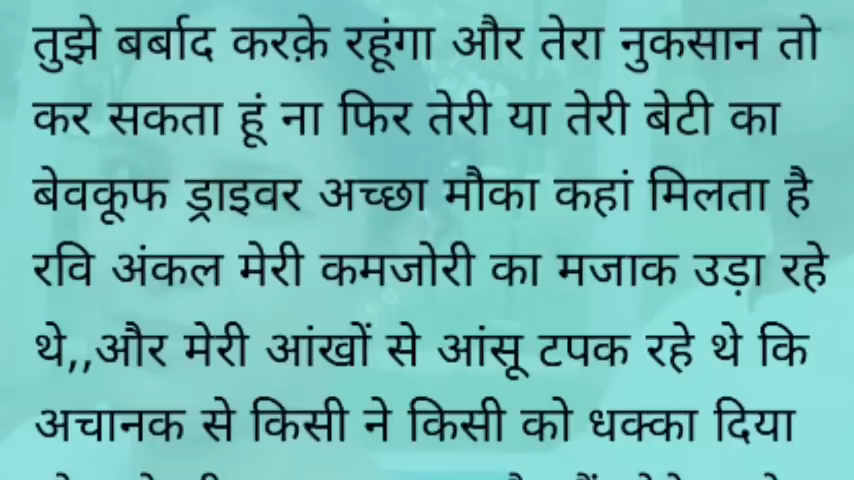 तुझे बर्बाद करक़े रहूंगा और तेरा नुकसान तो
कर सकता हूं ना फिर तेरी या तेरी बेटी का
बेवकूफ ड्राइवर अच्छा मौका कहां मिलता है
रवि अंकल मेरी कमजोरी का मजाक उड़ा रहे
थे,,और मेरी आंखों से आंसू टपक रहे थे कि
अचानक से किसी ने किसी को धक्का दिया